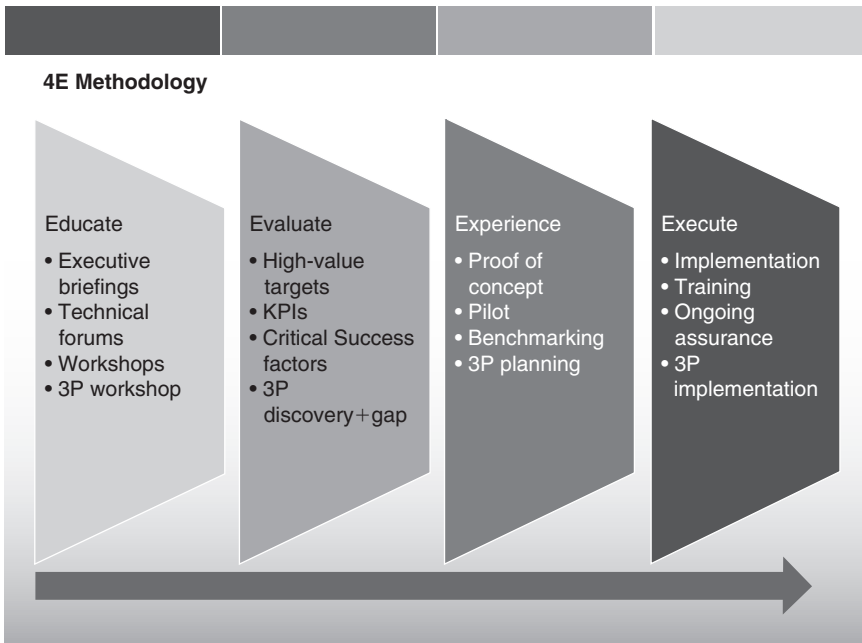 4E Methodology
Educate
• Executive
briefings
• Technical
forums
• Workshops
• 3P workshop
Evaluate
• High-value
targets
• KPIs
• Critical Success
factors
• 3P
discovery+gap
Experience
• Proof of
concept
• Pilot
• Benchmarking
• 3P planning
Execute
• Implementation
• Training
• Ongoing
assurance
• 3P
implementation